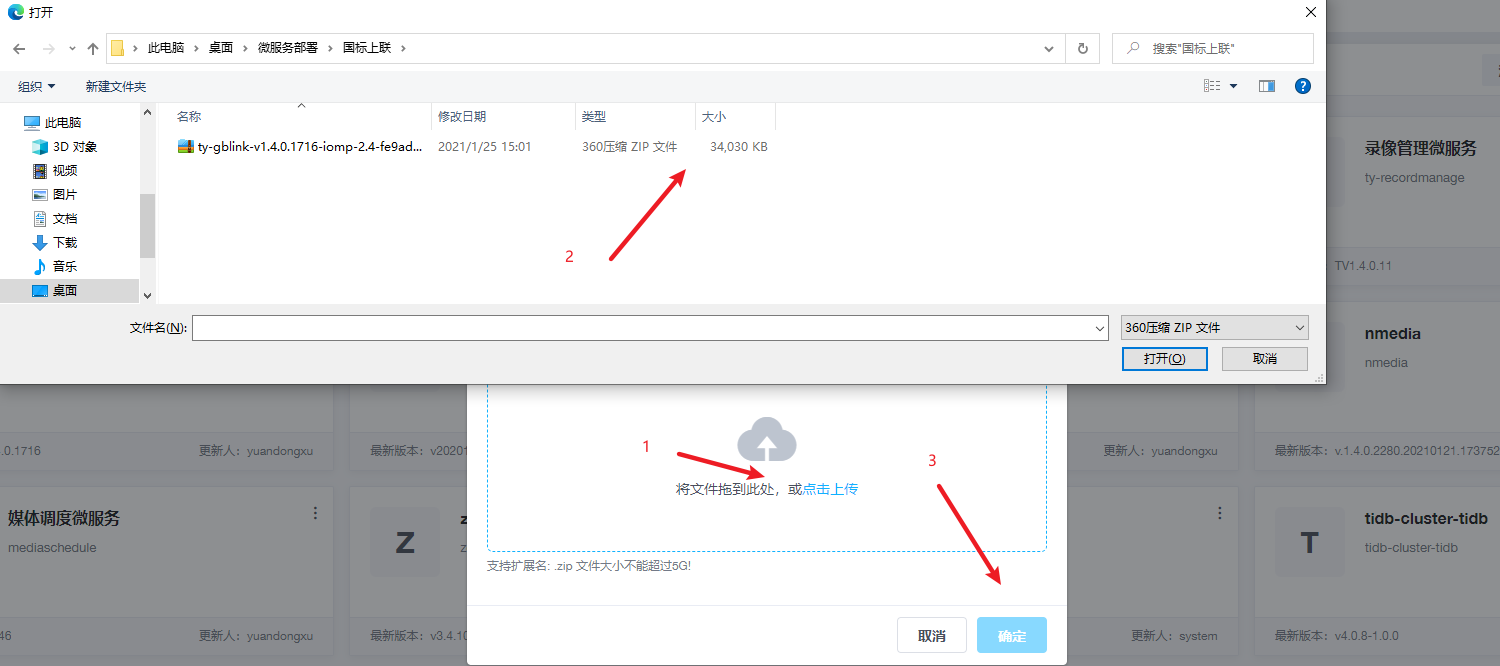 打开
此电脑 › 桌面 › 微服务部署 › 国标上联 ›
搜索"国标上联"
组织
新建文件夹
名称
修改日期
类型
大小
ty-gblink-v1.4.0.1716-iomp-2.4-fe9ad...
2021/1/25 15:01
360压缩 ZIP 文件
34,030 KB
此电脑
3D 对象
视频
图片
文档
下载
音乐
桌面
2
文件名(N):
360压缩 ZIP 文件
打开(O)
取消
录像管理微服务
ty-recordmanage
TV1.4.0.11
nmedia
nmedia
.0.1716
更新人：yuandongxu
最新版本：v20201
更新人：yuandongxu
最新版本：v.1.4.0.2280.20210121.173752
1
3
将文件拖到此处，或点击上传
支持扩展名: .zip 文件大小不能超过5G!
取消
确定
媒体调度微服务
mediaschedule
Z
z
z
T
tidb-cluster-tidb
tidb-cluster-tidb
46
更新人：yuandongxu
最新版本：v3.4.10
更新人：system
最新版本：v4.0.8-1.0.0